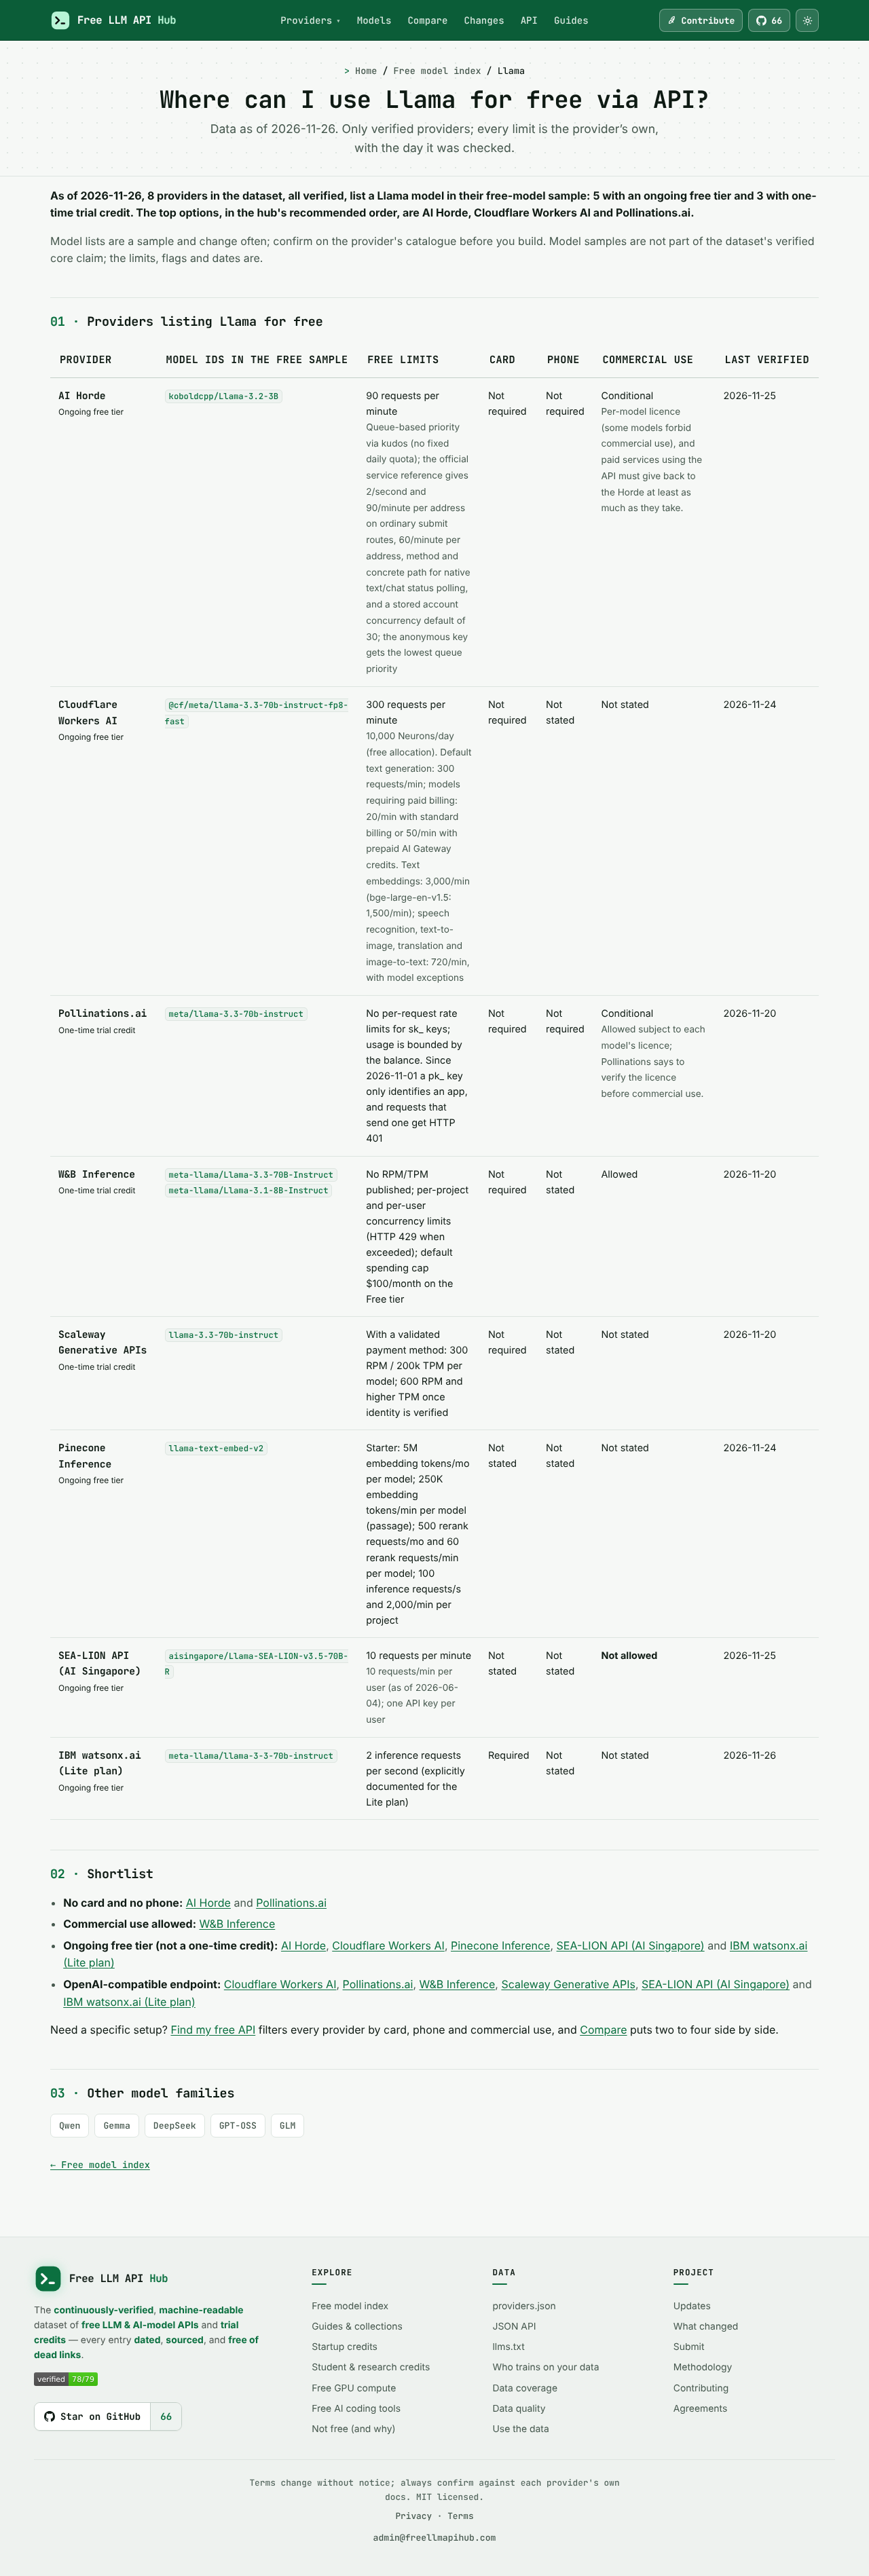 Free LLM API Hub
Providers ▾
Models
Compare
Changes
API
Guides
Contribute
66
> Home / Free model index / Llama
Where can I use Llama for free via API?
Data as of 2026-11-26. Only verified providers; every limit is the provider's own,
with the day it was checked.
As of 2026-11-26, 8 providers in the dataset, all verified, list a Llama model in their free-model sample: 5 with an ongoing free tier and 3 with one-
time trial credit. The top options, in the hub's recommended order, are AI Horde, Cloudflare Workers AI and Pollinations.ai.
Model lists are a sample and change often; confirm on the provider's catalogue before you build. Model samples are not part of the dataset's verified
core claim; the limits, flags and dates are.
01 · Providers listing Llama for free
PROVIDER
MODEL IDS IN THE FREE SAMPLE
FREE LIMITS
CARD
PHONE
COMMERCIAL USE
LAST VERIFIED
AI Horde
Ongoing free tier
koboldcpp/Llama-3.2-3B
90 requests per
minute
Queue-based priority
via kudos (no fixed
daily quota); the official
service reference gives
2/second and
90/minute per address
on ordinary submit
routes, 60/minute per
address, method and
concrete path for native
text/chat status polling,
and a stored account
concurrency default of
30; the anonymous key
gets the lowest queue
priority
Not
required
Not
required
Conditional
Per-model licence
(some models forbid
commercial use), and
paid services using the
API must give back to
the Horde at least as
much as they take.
2026-11-25
Cloudflare
Workers AI
Ongoing free tier
@cf/meta/llama-3.3-70b-instruct-fp8-
fast
300 requests per
minute
10,000 Neurons/day
(free allocation). Default
text generation: 300
requests/min; models
requiring paid billing:
20/min with standard
billing or 50/min with
prepaid AI Gateway
credits. Text
embeddings: 3,000/min
(bge-large-en-v1.5:
1,500/min); speech
recognition, text-to-
image, translation and
image-to-text: 720/min,
with model exceptions
Not
required
Not
stated
Not stated
2026-11-24
Pollinations.ai
One-time trial credit
meta/llama-3.3-70b-instruct
No per-request rate
limits for sk_ keys;
usage is bounded by
the balance. Since
2026-11-01 a pk_ key
only identifies an app,
and requests that
send one get HTTP
401
Not
required
Not
required
Conditional
Allowed subject to each
model's licence;
Pollinations says to
verify the licence
before commercial use.
2026-11-20
W&B Inference
One-time trial credit
meta-llama/Llama-3.3-70B-Instruct
meta-llama/Llama-3.1-8B-Instruct
No RPM/TPM
published; per-project
and per-user
concurrency limits
(HTTP 429 when
exceeded); default
spending cap
$100/month on the
Free tier
Not
required
Not
stated
Allowed
2026-11-20
Scaleway
Generative APIs
One-time trial credit
llama-3.3-70b-instruct
With a validated
payment method: 300
RPM / 200k TPM per
model; 600 RPM and
higher TPM once
identity is verified
Not
required
Not
stated
Not stated
2026-11-20
Pinecone
Inference
Ongoing free tier
llama-text-embed-v2
Starter: 5M
embedding tokens/mo
per model; 250K
embedding
tokens/min per model
(passage); 500 rerank
requests/mo and 60
rerank requests/min
per model; 100
inference requests/s
and 2,000/min per
project
Not
stated
Not
stated
Not stated
2026-11-24
SEA-LION API
(AI Singapore)
Ongoing free tier
aisingapore/Llama-SEA-LION-v3.5-70B-
R
10 requests per minute
10 requests/min per
user (as of 2026-06-
04); one API key per
user
Not
stated
Not
stated
Not allowed
2026-11-25
IBM watsonx.ai
(Lite plan)
Ongoing free tier
meta-llama/llama-3-3-70b-instruct
2 inference requests
per second (explicitly
documented for the
Lite plan)
Required
Not
stated
Not stated
2026-11-26
02 · Shortlist
• No card and no phone: AI Horde and Pollinations.ai
• Commercial use allowed: W&B Inference
• Ongoing free tier (not a one-time credit): AI Horde, Cloudflare Workers AI, Pinecone Inference, SEA-LION API (AI Singapore) and IBM watsonx.ai
(Lite plan)
• OpenAI-compatible endpoint: Cloudflare Workers AI, Pollinations.ai, W&B Inference, Scaleway Generative APIs, SEA-LION API (AI Singapore) and
IBM watsonx.ai (Lite plan)
Need a specific setup? Find my free API filters every provider by card, phone and commercial use, and Compare puts two to four side by side.
03 · Other model families
Qwen
Gemma
DeepSeek
GPT-OSS
GLM
← Free model index
Free LLM API Hub
The continuously-verified, machine-readable
dataset of free LLM & AI-model APIs and trial
credits — every entry dated, sourced, and free of
dead links.
verified 78/79
Star on GitHub 66
EXPLORE
Free model index
Guides & collections
Startup credits
Student & research credits
Free GPU compute
Free AI coding tools
Not free (and why)
DATA
providers.json
JSON API
llms.txt
Who trains on your data
Data coverage
Data quality
Use the data
PROJECT
Updates
What changed
Submit
Methodology
Contributing
Agreements
Terms change without notice; always confirm against each provider's own
docs. MIT licensed.
Privacy · Terms
admin@freellmapihub.com